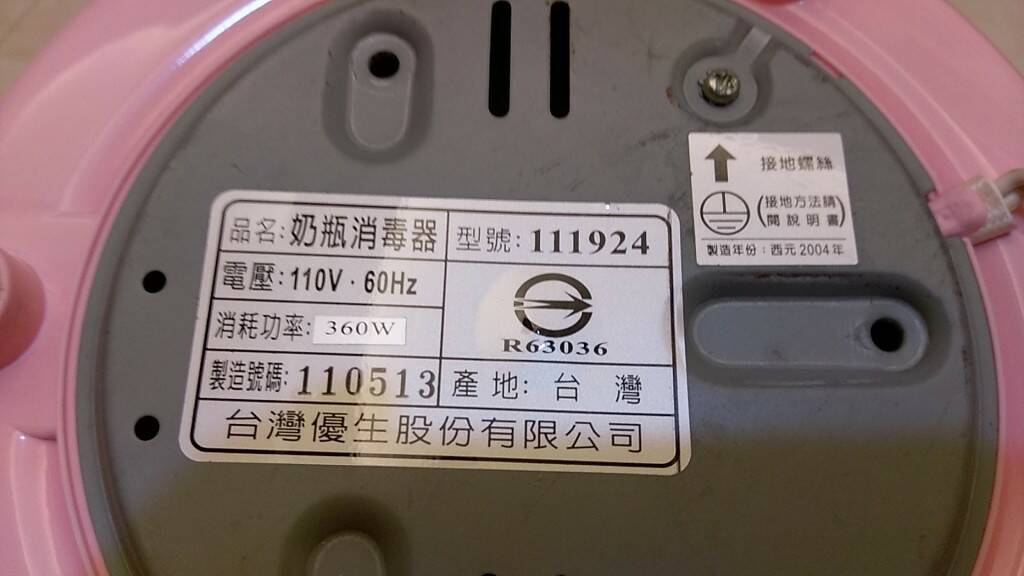 接地螺絲
(接地方法請
閱說明書)
製造年份：西元2004年
品名: 奶瓶消毒器
型號: 111924
電壓: 110V · 60Hz
R63036
消耗功率: 360W
製造號碼: 110513
產地: 台灣
台灣優生股份有限公司